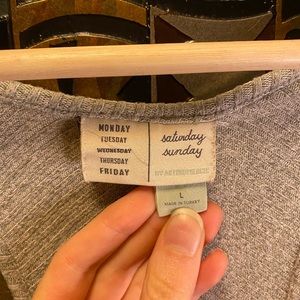 MONDAY
TUESDAY
WEDNESDAY
THURSDAY
FRIDAY
saturday
sunday
BY ANTHROPOLOGIE
L
MADE IN TURKEY